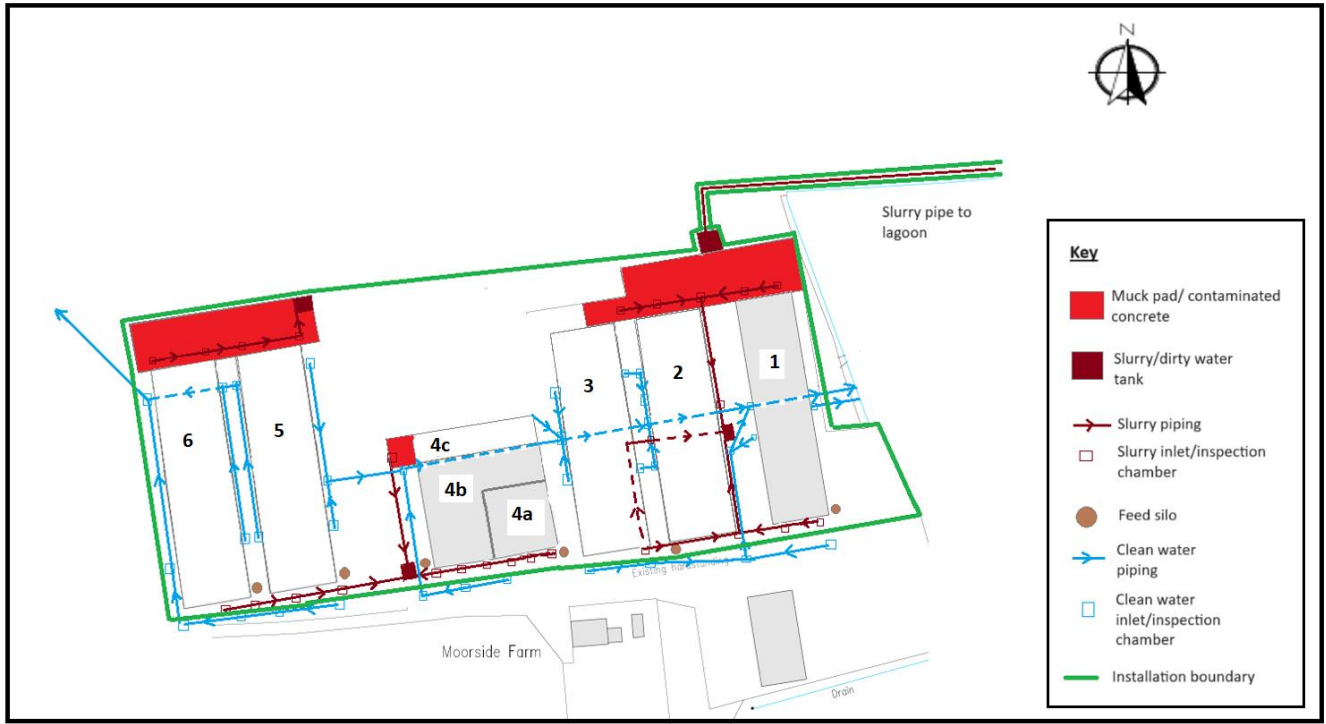 N
Slurry pipe to
lagoon
Key
Muck pad/ contaminated
concrete
Slurry/dirty water
tank
Slurry piping
Slurry inlet/inspection
chamber
Feed silo
Clean water
piping
Clean water
inlet/inspection
chamber
Installation boundary
1
2
3
4c
4b
4a
5
6
Existing hardstanding
Moorside Farm
Drain